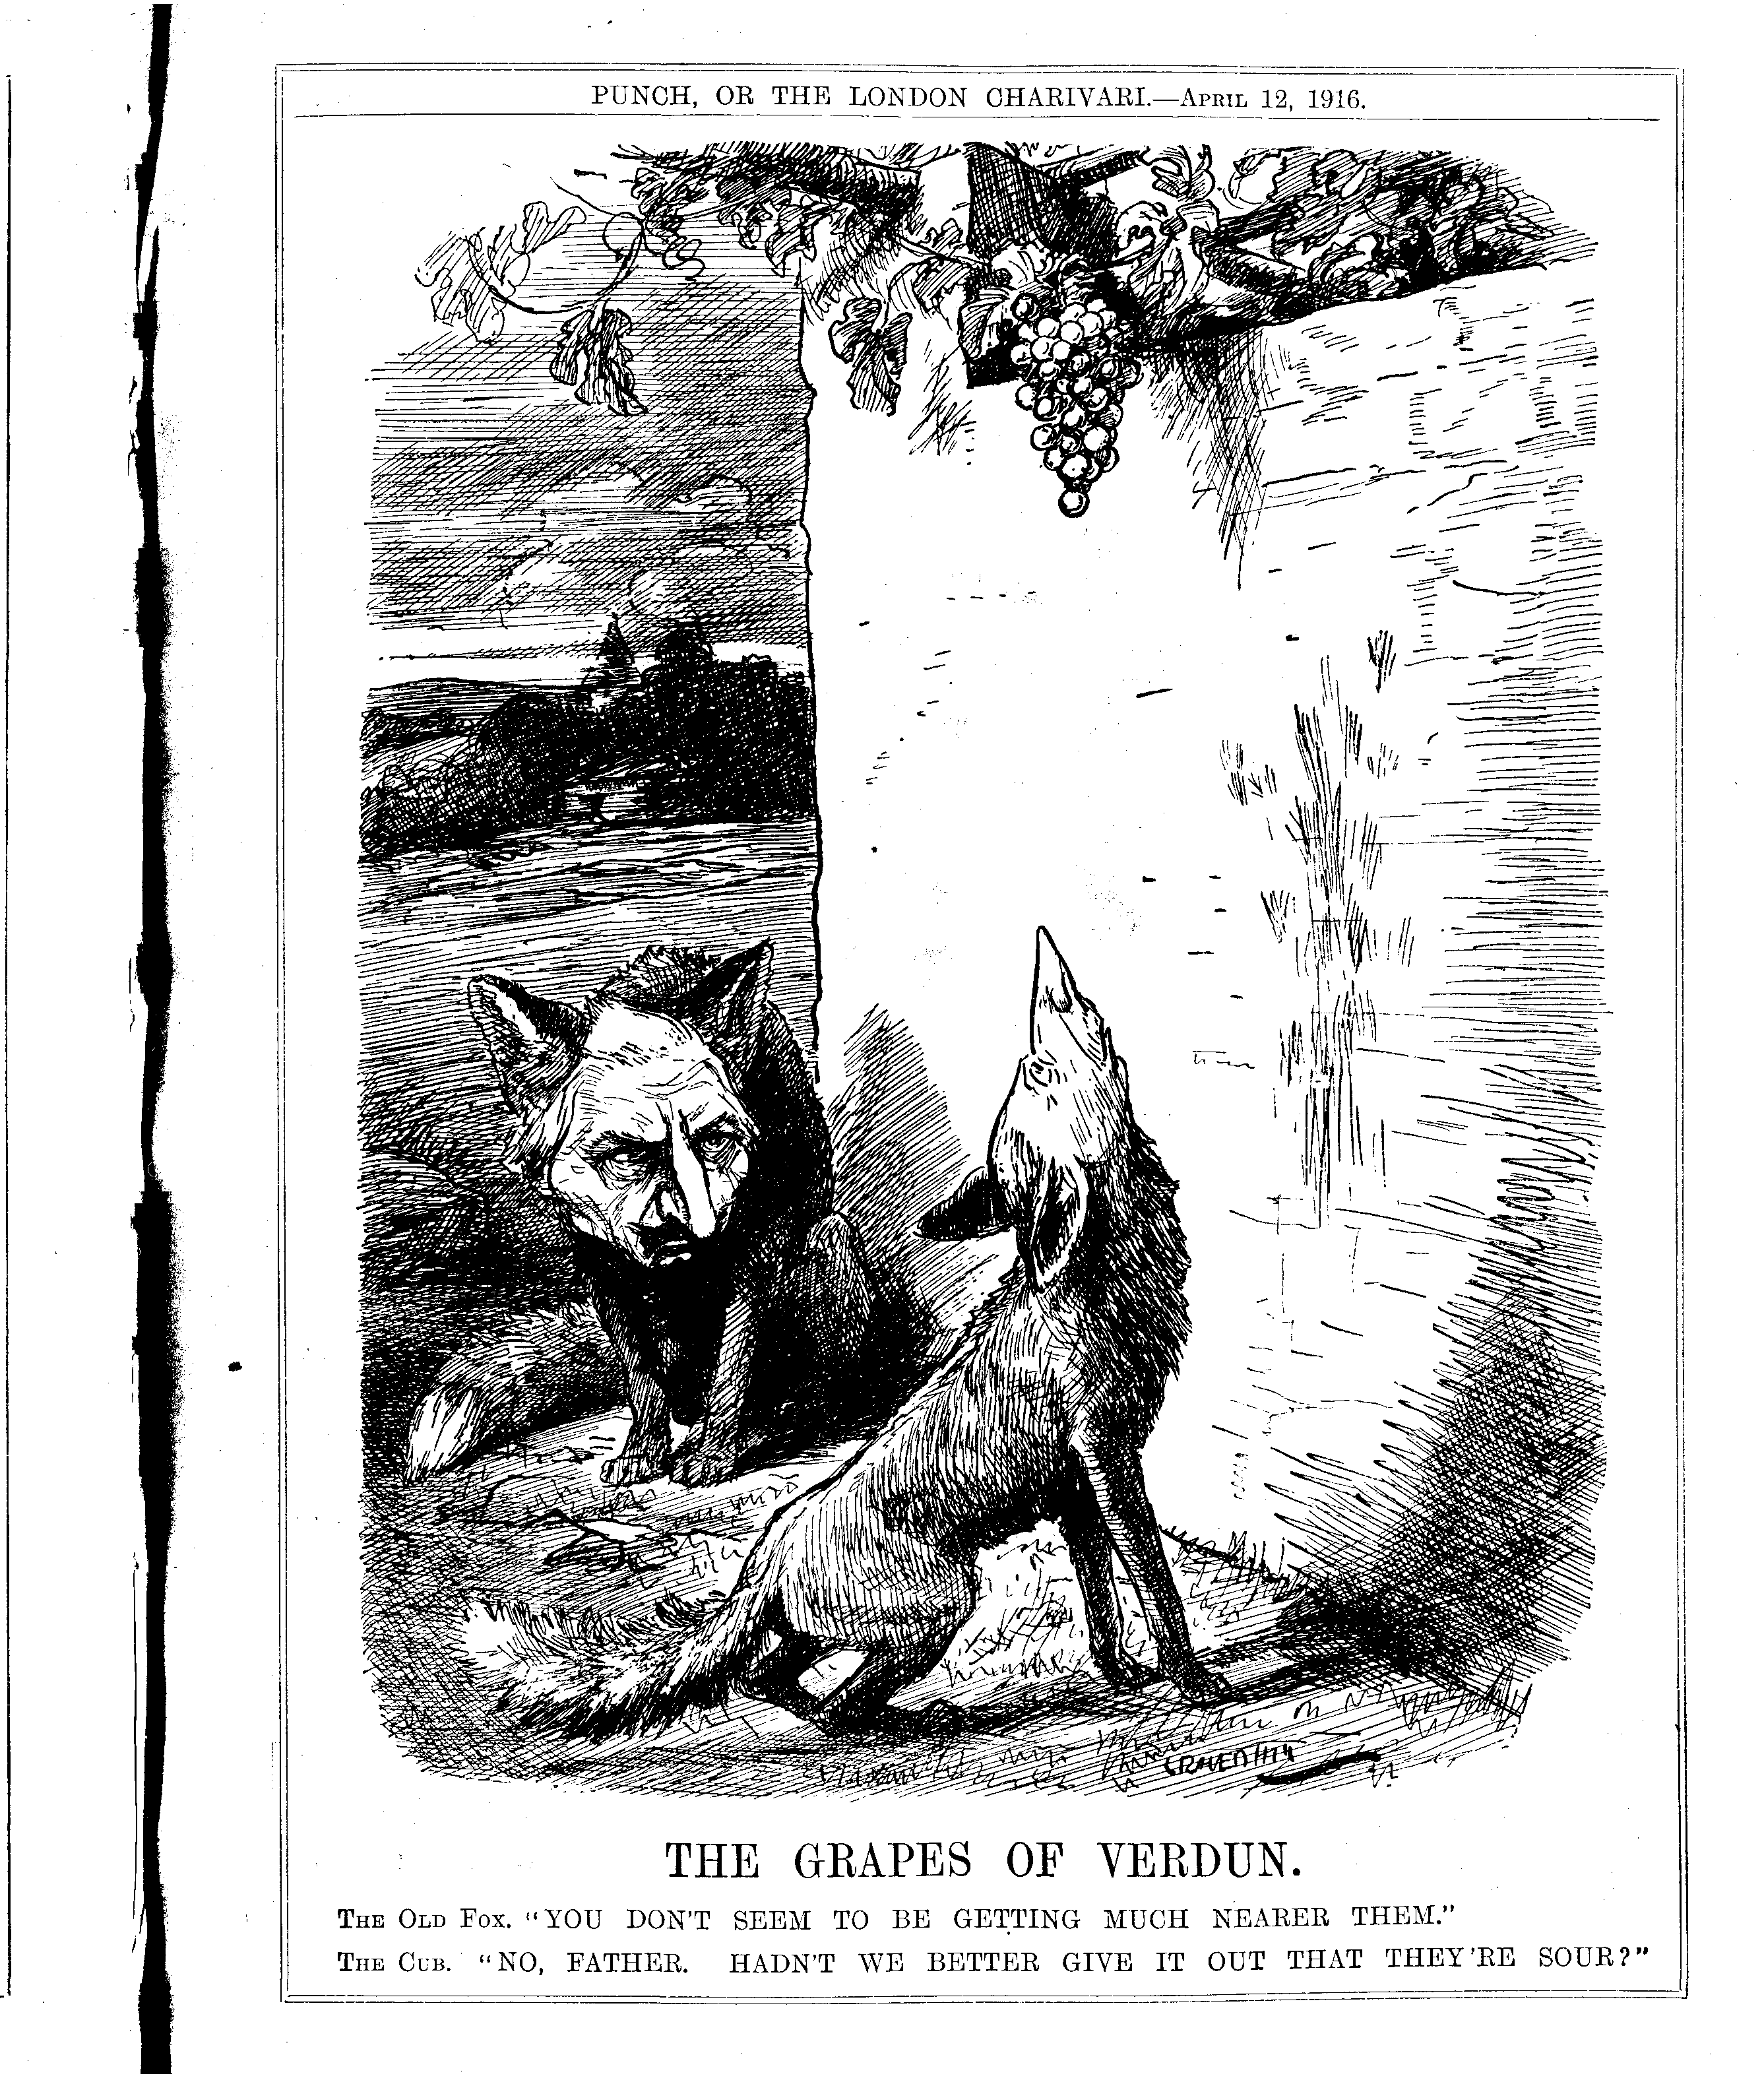 PUNCH, OR THE LONDON CHARIVARI.—April 12, 1916.
THE GRAPES OF VERDUN.
The Old Fox. "YOU DON'T SEEM TO BE GETTING MUCH NEARER THEM."
The Cub. "NO, FATHER. HADN'T WE BETTER GIVE IT OUT THAT THEY'RE SOUR?"